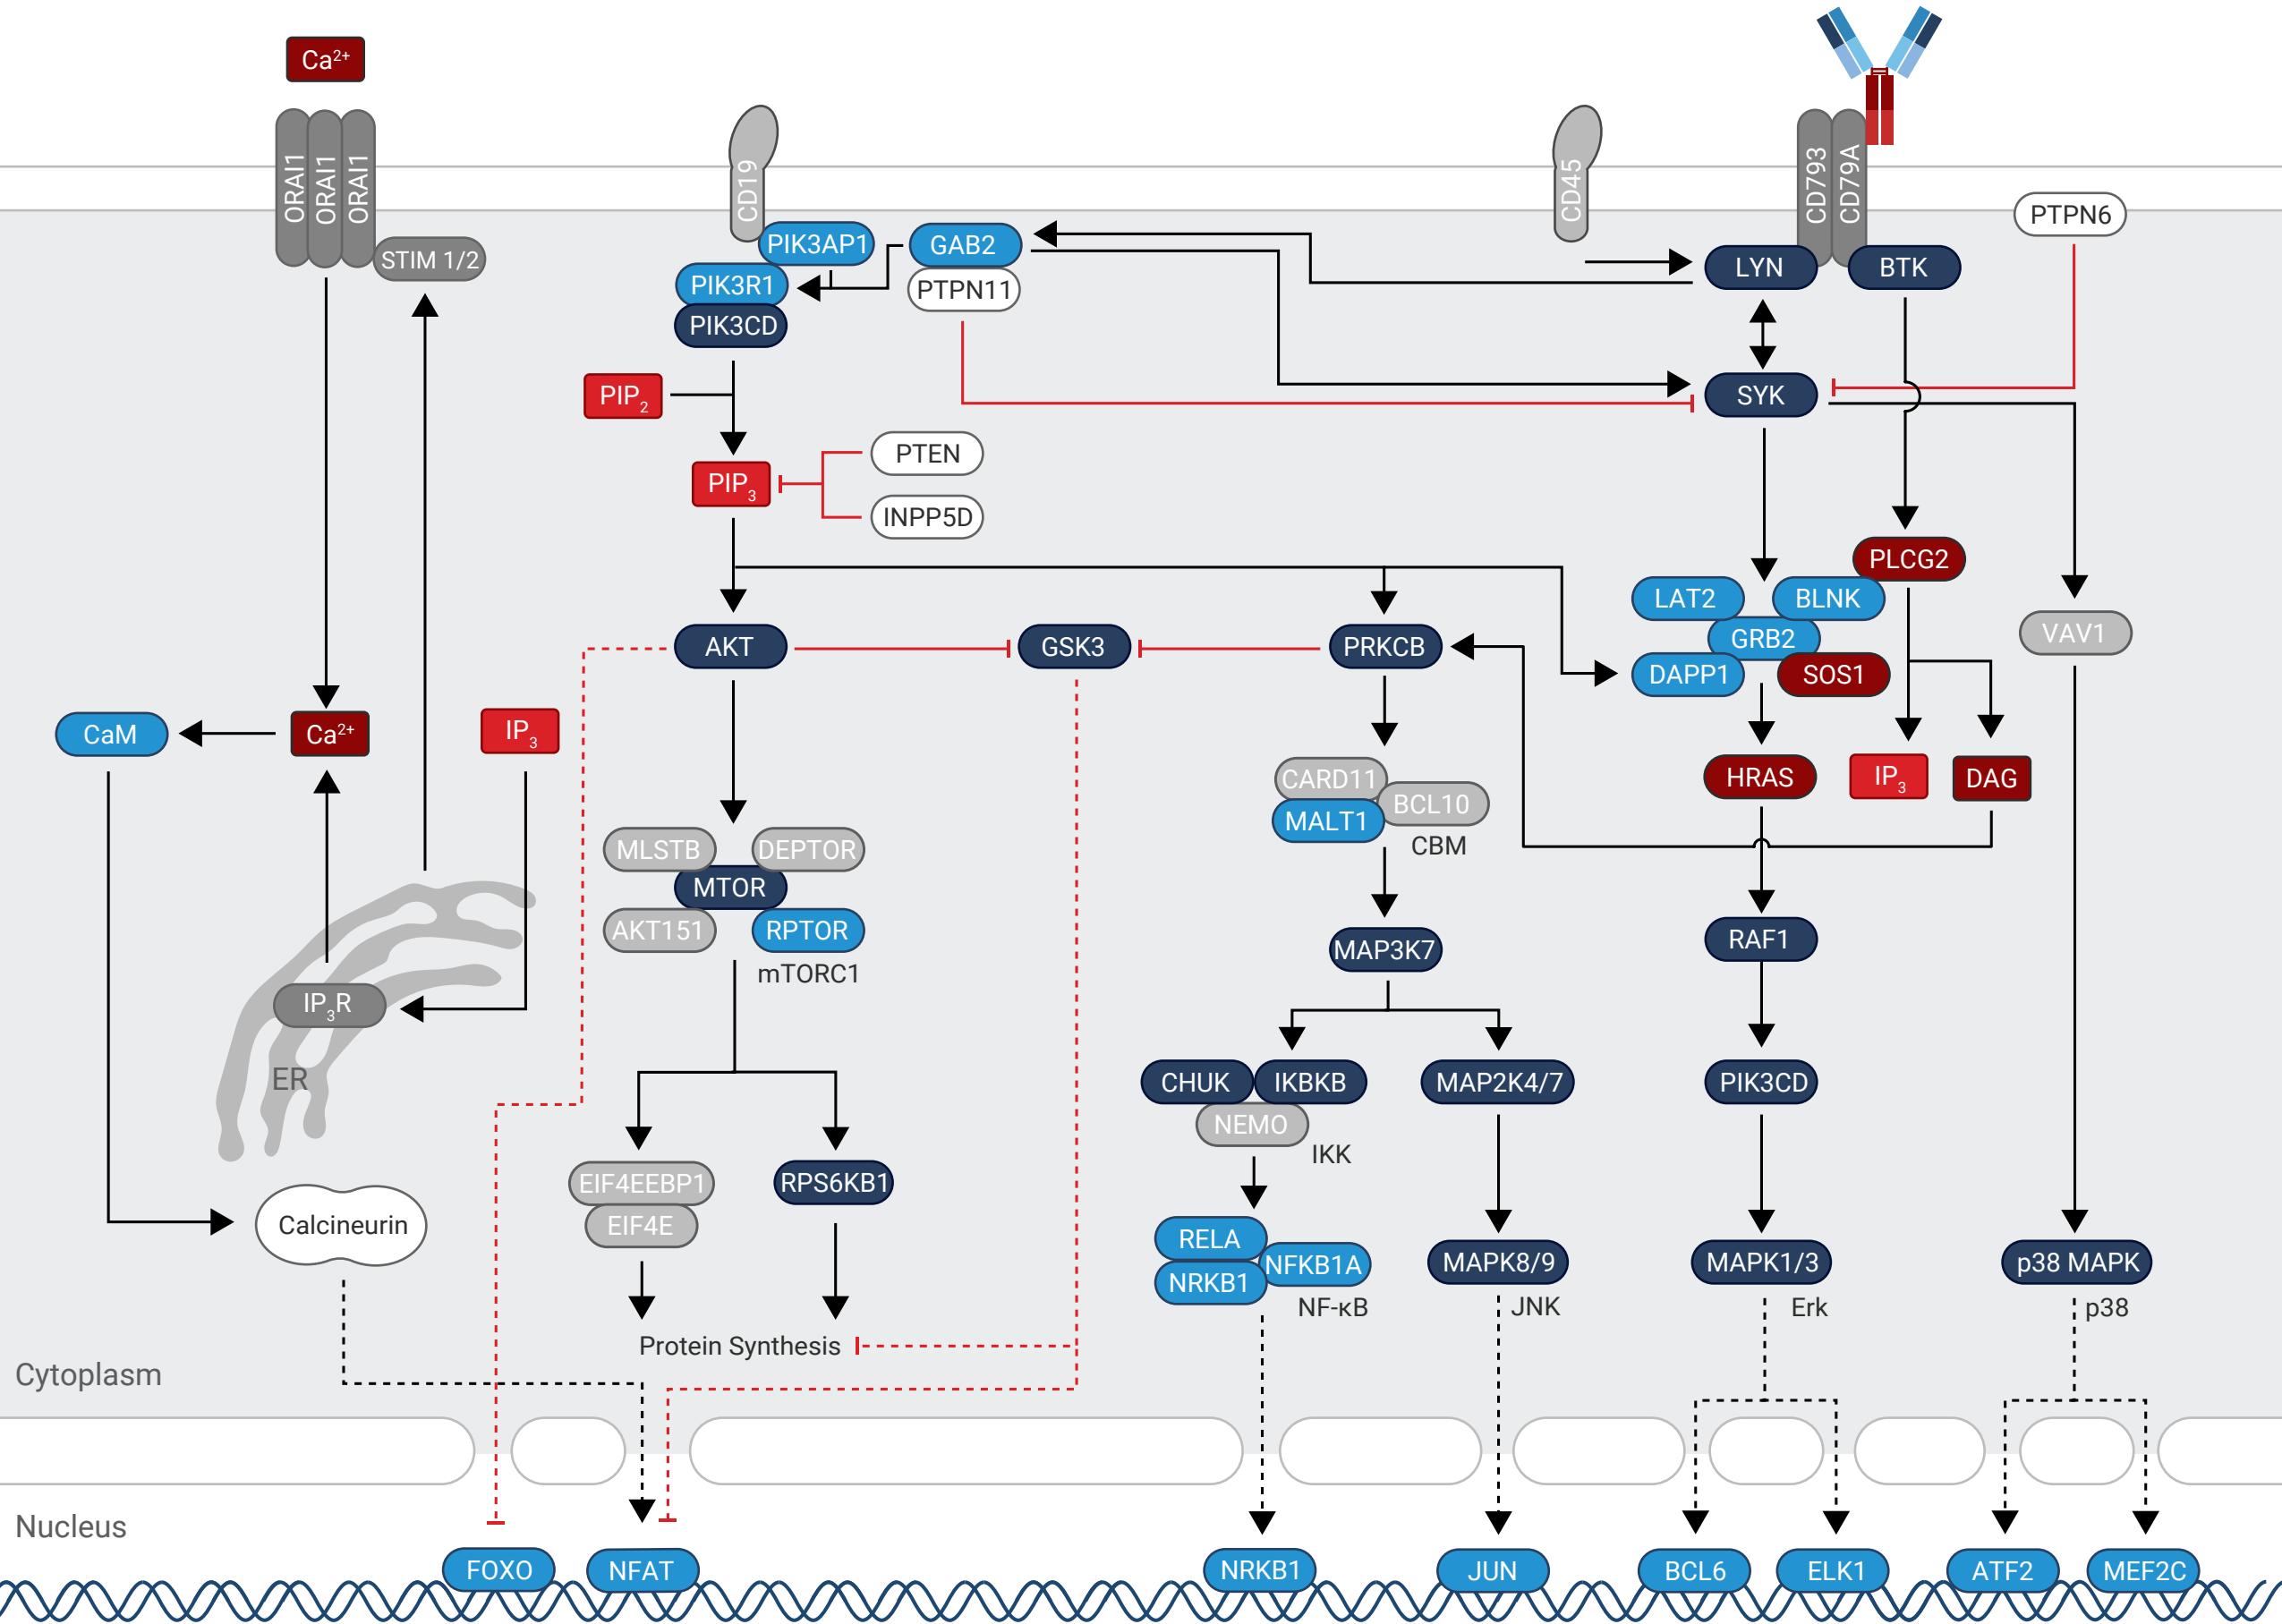 Ca²⁺
ORAI1
ORAI1
ORAI1
STIM 1/2
CD19
CD45
CD793
CD79A
PTPN6
PIK3AP1
GAB2
PTPN11
PIK3R1
PIK3CD
LYN
BTK
PIP₂
SYK
PIP₃
PTEN
INPP5D
PLCG2
LAT2
BLNK
GRB2
DAPP1
SOS1
VAV1
AKT
GSK3
PRKCB
CaM
Ca²⁺
IP₃
HRAS
IP₃
DAG
CARD11
BCL10
MALT1
CBM
MLSTB
DEPTOR
MTOR
AKT151
RPTOR
mTORC1
MAP3K7
RAF1
IP₃R
ER
CHUK
IKBKB
NEMO
IKK
MAP2K4/7
PIK3CD
EIF4EEBP1
EIF4E
RPS6KB1
Calcineurin
RELA
NRKB1
NFKB1A
NF-κB
MAPK8/9
JNK
MAPK1/3
Erk
p38 MAPK
p38
Protein Synthesis
Cytoplasm
Nucleus
FOXO
NFAT
NRKB1
JUN
BCL6
ELK1
ATF2
MEF2C